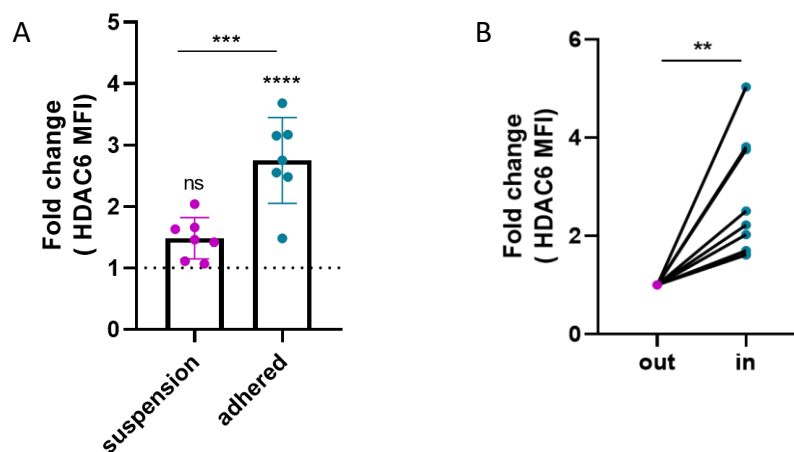 A
Fold change
( HDAC6 MFI)
5
4
3
2
1
0
***
****
ns
suspension
adhered
B
Fold change
( HDAC6 MFI)
6
4
2
0
**
out
in